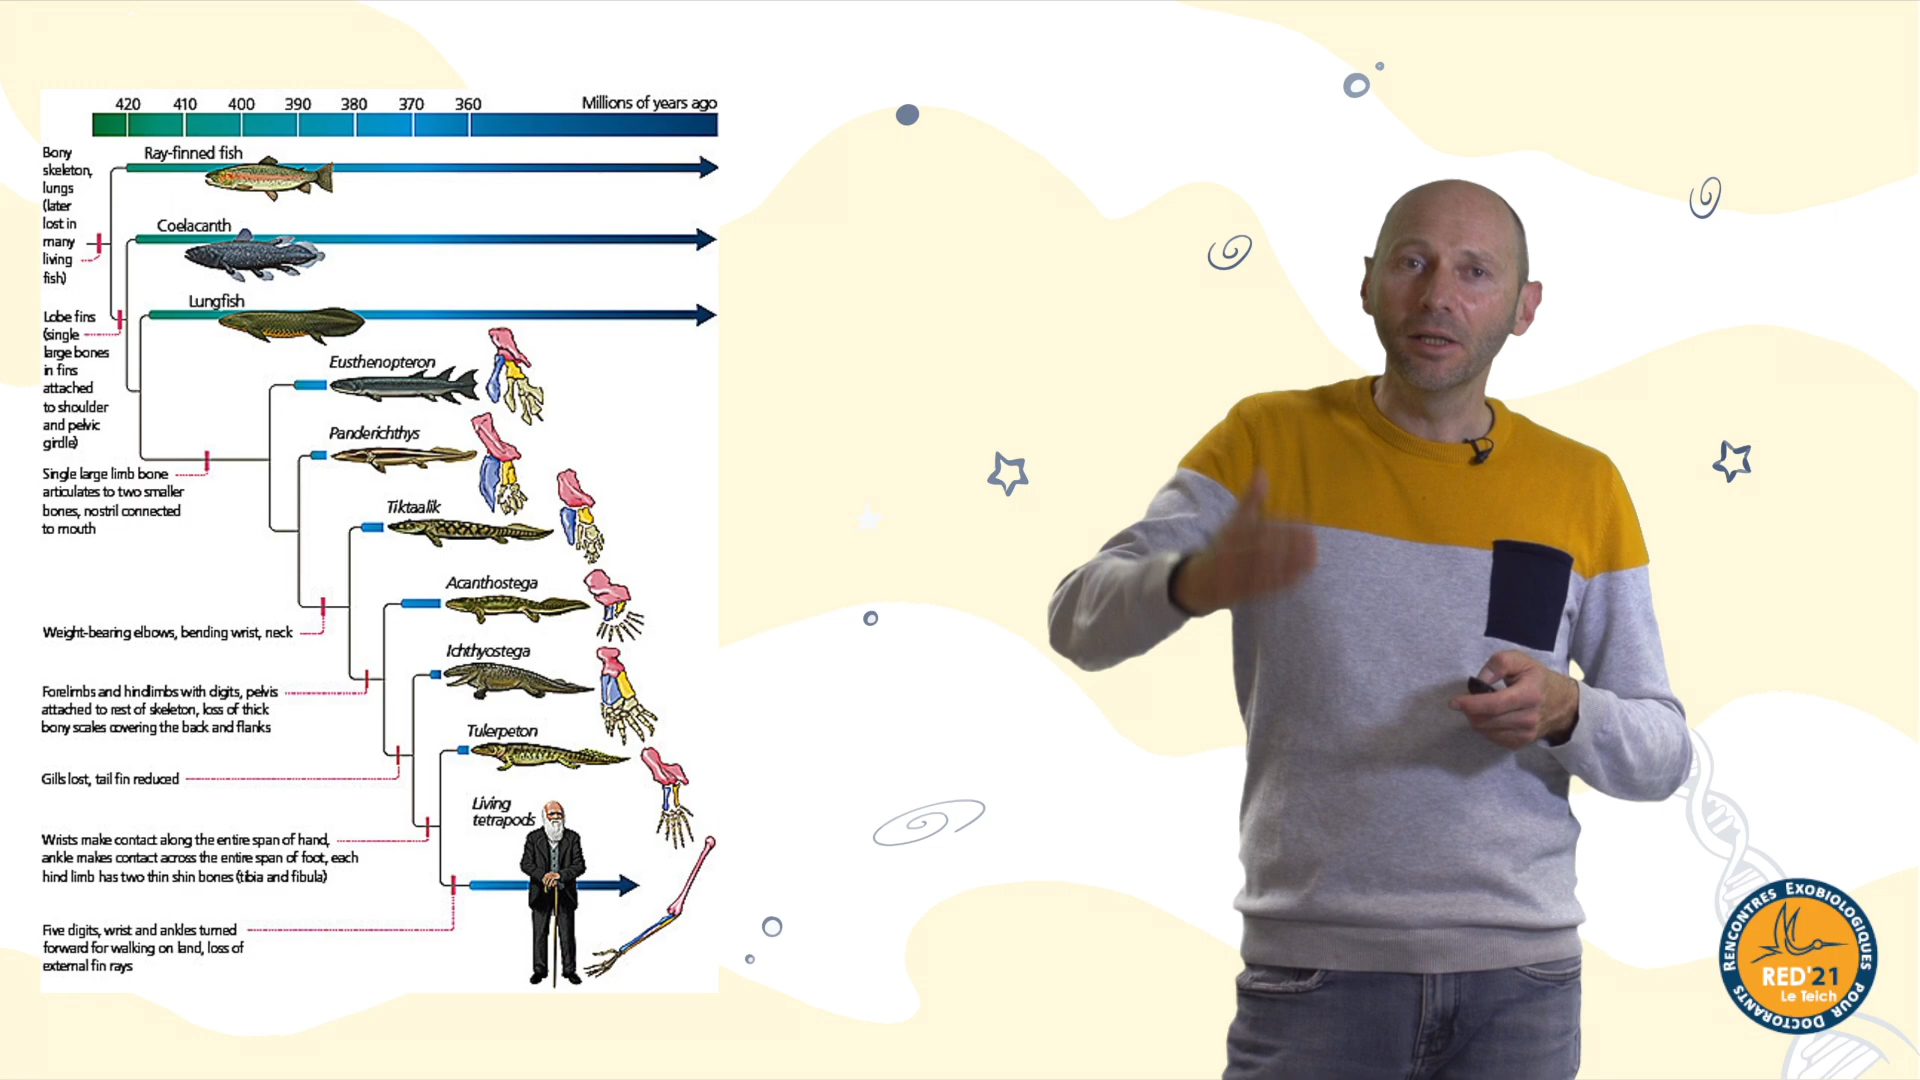 420 410 400 390 380 370 360 Millions of years ago
Ray-finned fish
Bony
skeleton,
lungs
(later
lost in
many
living
fish)
Coelacanth
Lungfish
Lobe fins
(single
large bones
in fins
attached
to shoulder
and pelvic
girdle)
Eusthenopteron
Panderichthys
Single large limb bone
articulates to two smaller
bones, nostril connected
to mouth
Tiktaalik
Acanthostega
Weight-bearing elbows, bending wrist, neck
Ichthyostega
Forelimbs and hindlimbs with digits, pelvis
attached to rest of skeleton, loss of thick
bony scales covering the back and flanks
Tulerpeton
Gills lost, tail fin reduced
Living
tetrapods
Wrists make contact along the entire span of hand,
ankle makes contact across the entire span of foot, each
hind limb has two thin shin bones (tibia and fibula)
Five digits, wrist and ankles turned
forward for walking on land, loss of
external fin rays
RENCONTRES EXOBIOLOGIQUES POUR DOCTORANTS
RED'21
Le Teich